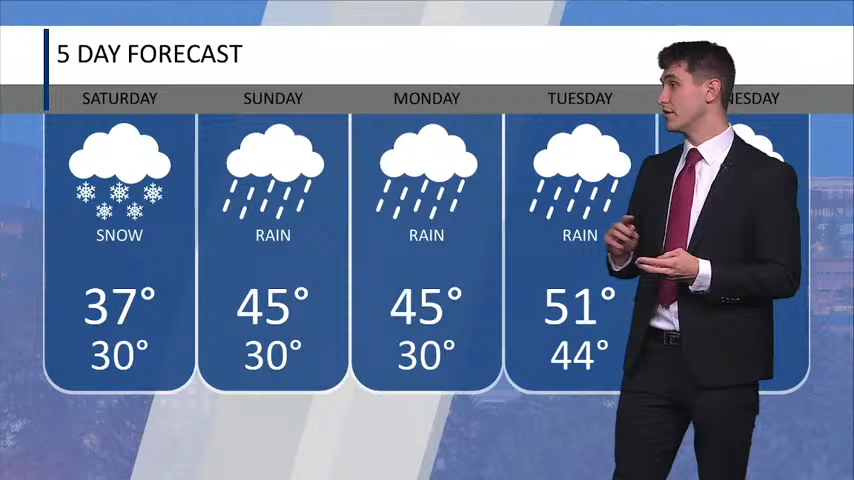 5 DAY FORECAST
SATURDAY SUNDAY MONDAY TUESDAY
SNOW RAIN RAIN RAIN
37° 45° 45° 51°
30° 30° 30° 44°